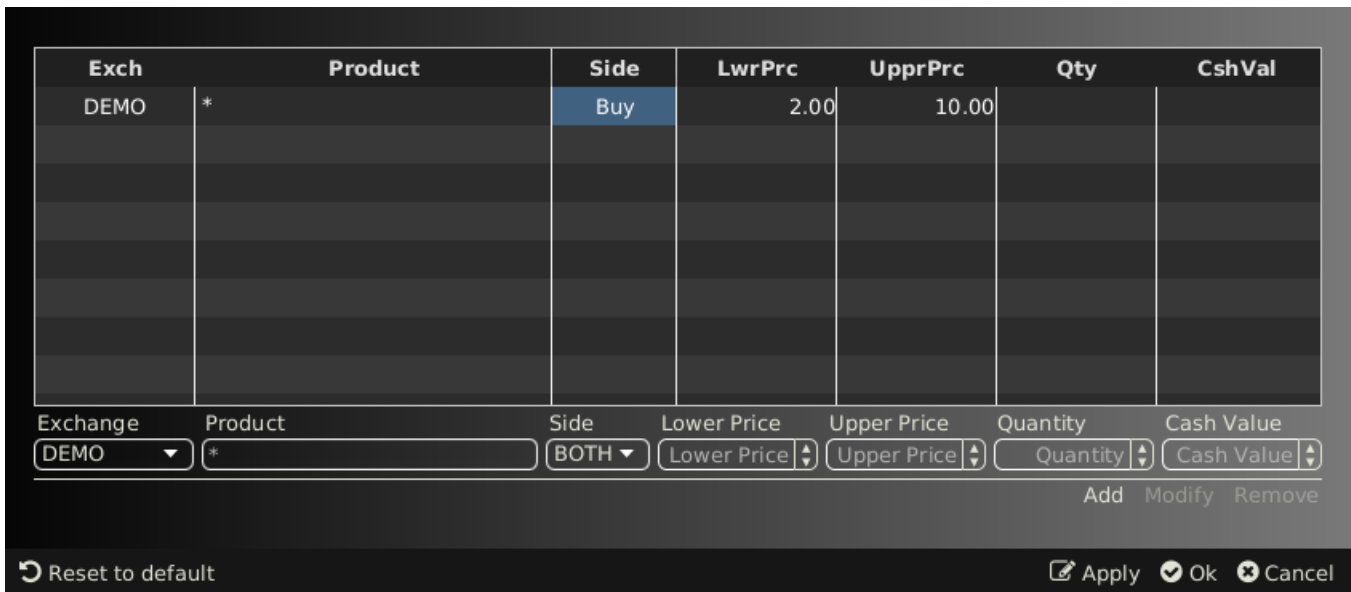 Exch Product Side LwrPrc UpprPrc Qty CshVal
DEMO * Buy 2.00 10.00
Exchange Product Side Lower Price Upper Price Quantity Cash Value
DEMO * BOTH Lower Price Upper Price Quantity Cash Value
Add Modify Remove
Reset to default Apply Ok Cancel